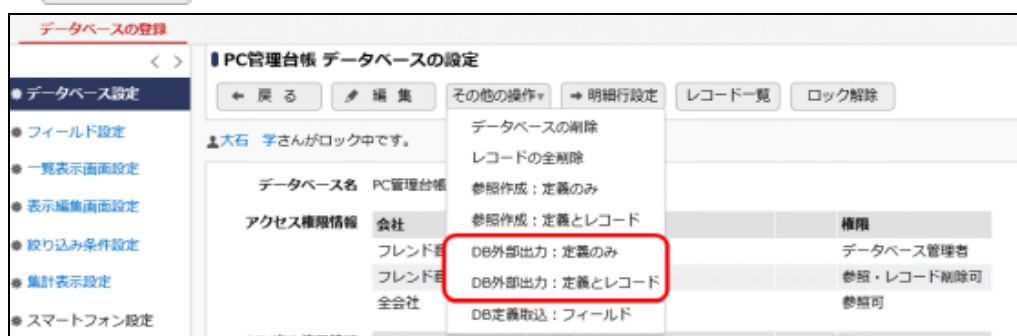 データベースの登録
< >
データベース設定
フィールド設定
一覧表示画面設定
表示編集画面設定
絞り込み条件設定
集計表示設定
スマートフォン設定
PC管理台帳 データベースの設定
戻 る 編 集 その他の操作▾ 明細行設定 レコード一覧 ロック解除
大石 学さんがロック中です。
データベースの削除
レコードの全削除
参照作成：定義のみ
参照作成：定義とレコード
DB外部出力：定義のみ
DB外部出力：定義とレコード
DB定義取込：フィールド
データベース名 PC管理台帳
アクセス権限情報 会社 権限
フレンド データベース管理者
フレンド 参照・レコード削除可
全会社 参照可